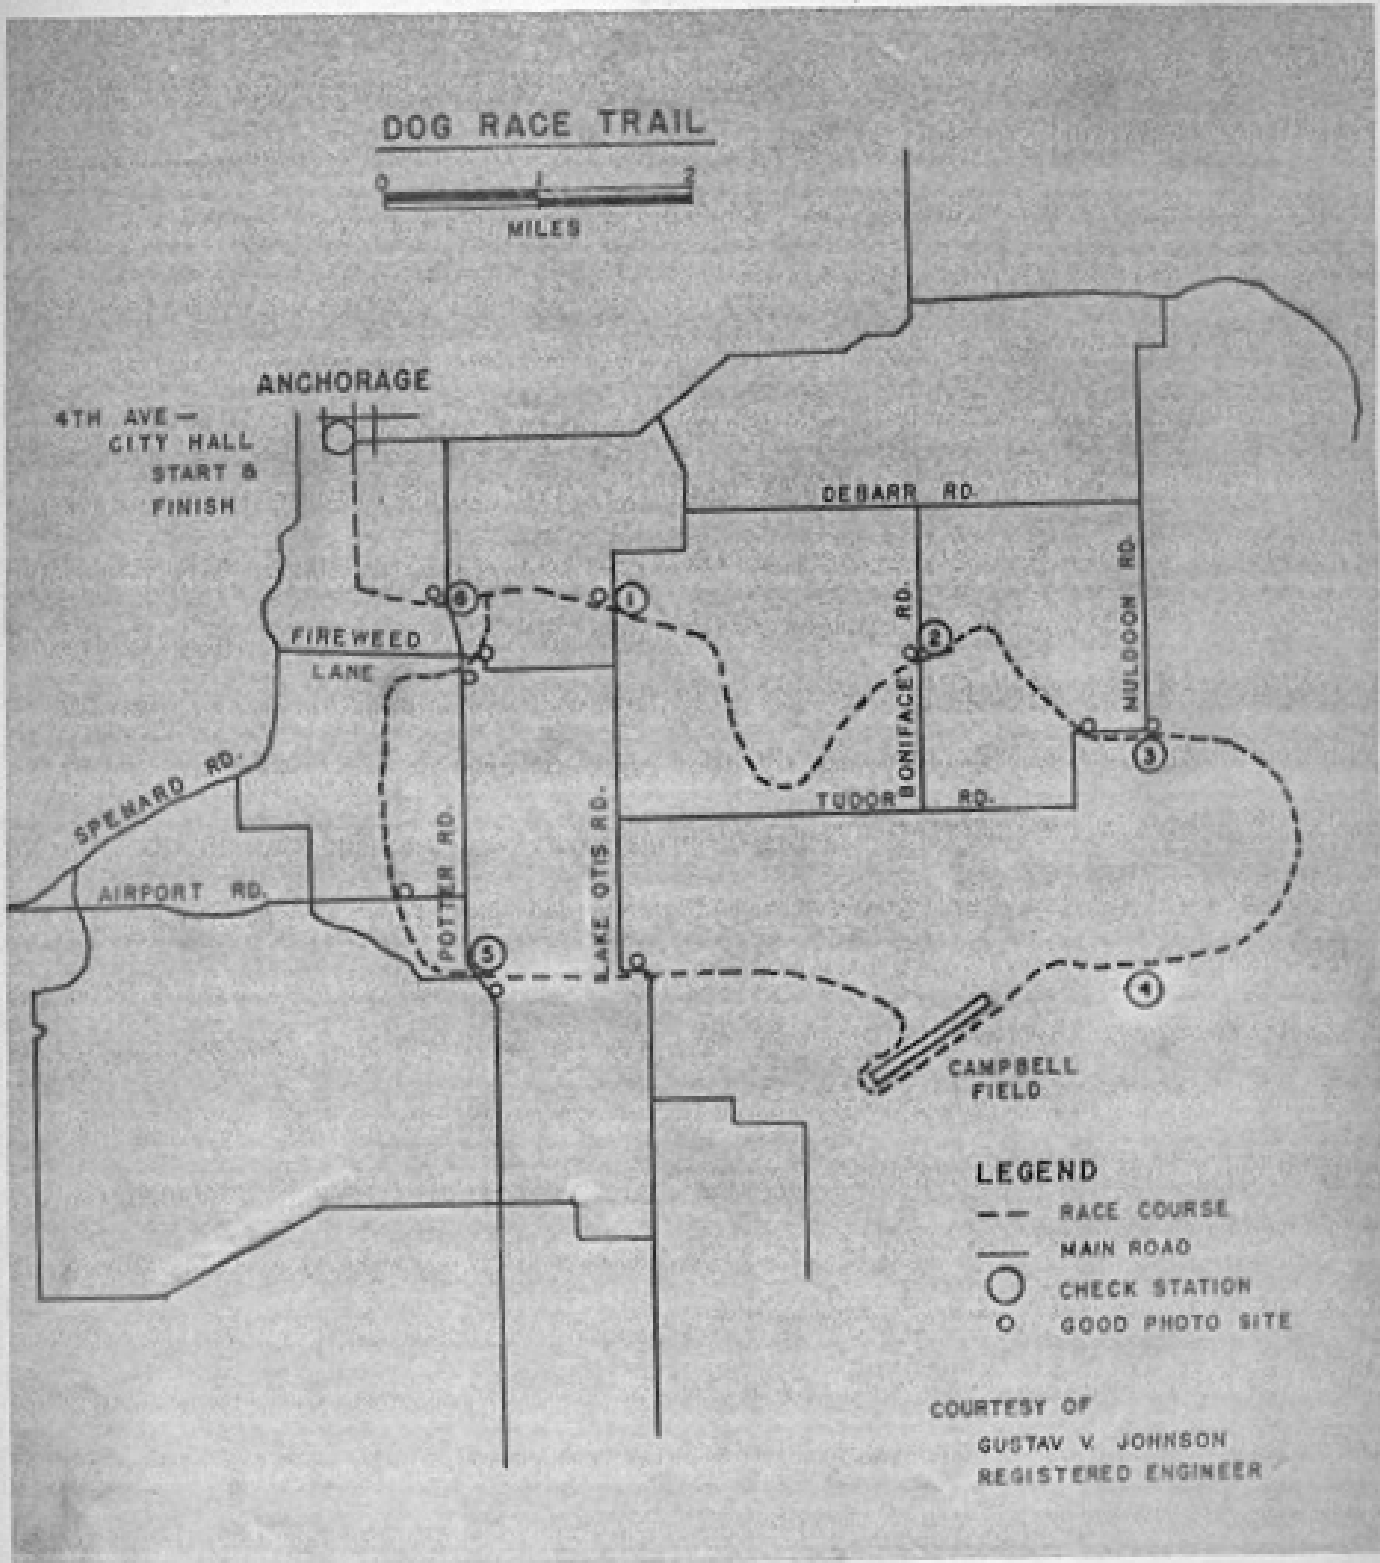 DOG RACE TRAIL
0 1 2
MILES
ANCHORAGE
4TH AVE —
CITY HALL
START &
FINISH
DEBARR RD.
MULDOON RD.
BONIFACE RD.
FIREWEED
LANE
6
1
2
3
SPENARD RD.
TUDOR RD.
AIRPORT RD.
POTTER RD.
LAKE OTIS RD.
5
4
CAMPBELL
FIELD
LEGEND
RACE COURSE
MAIN ROAD
CHECK STATION
GOOD PHOTO SITE
COURTESY OF
GUSTAV V. JOHNSON
REGISTERED ENGINEER